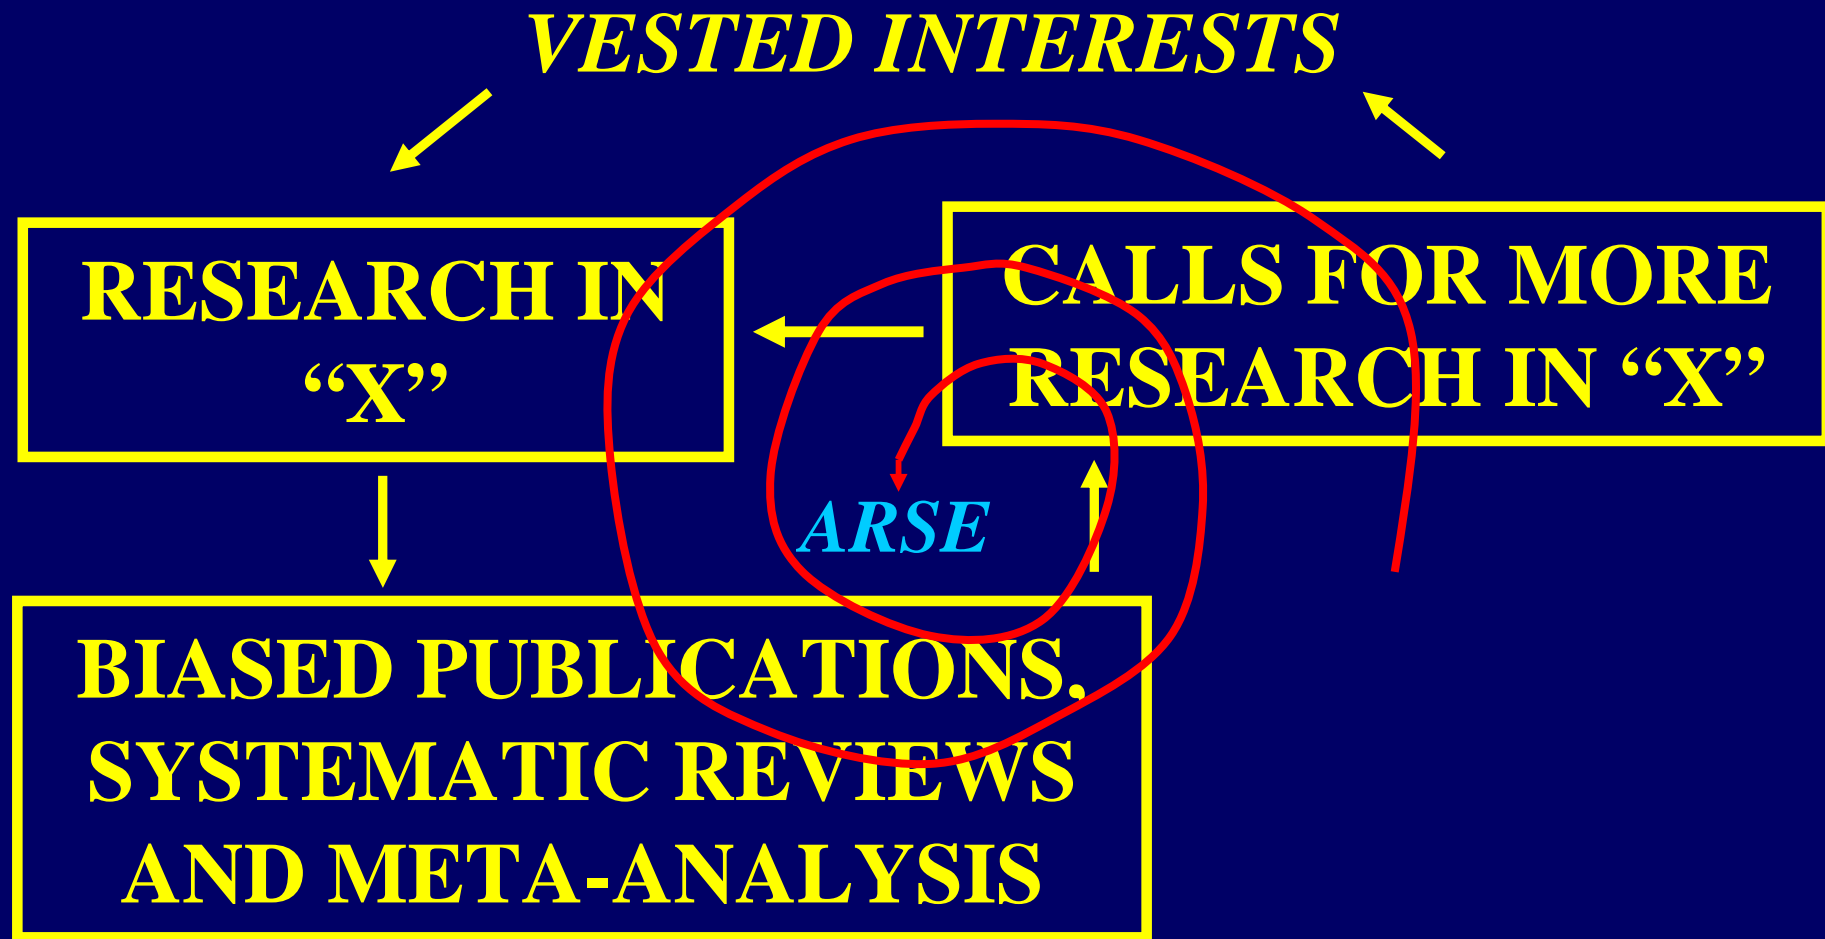 VESTED INTERESTS
RESEARCH IN
“X”
CALLS FOR MORE
RESEARCH IN “X”
ARSE
BIASED PUBLICATIONS,
SYSTEMATIC REVIEWS
AND META-ANALYSIS